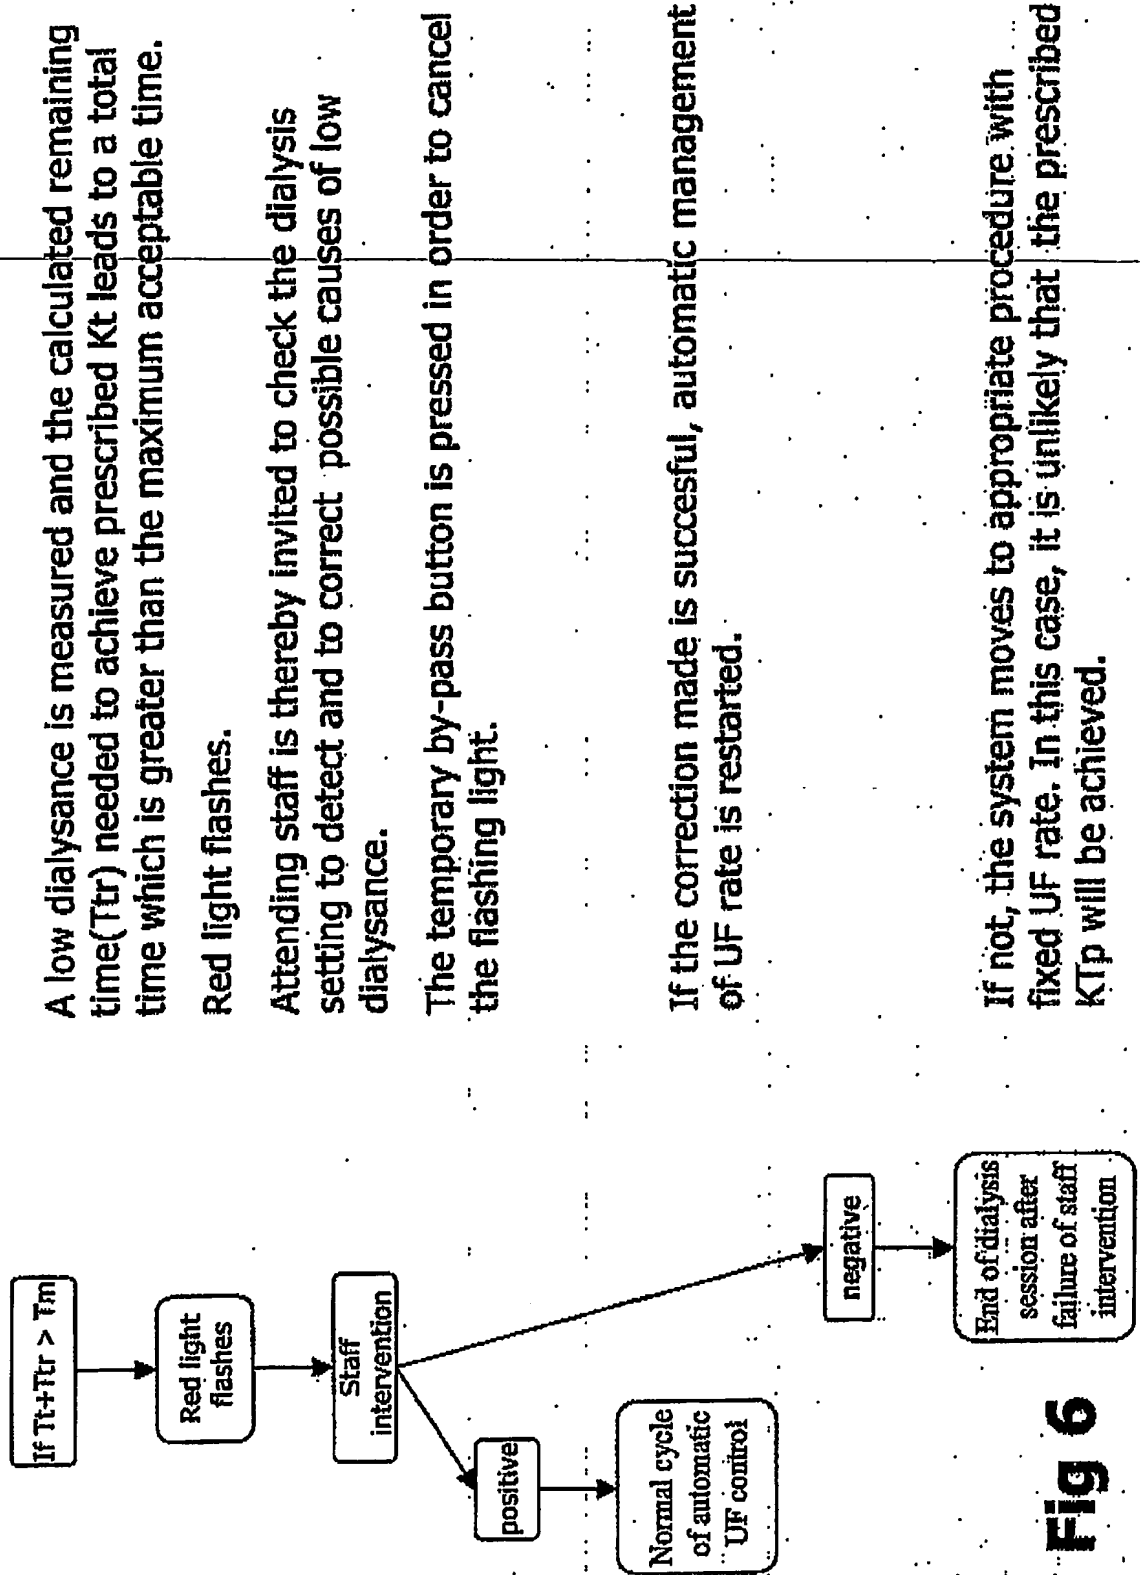 If Tt+Ttr > Tm
Red light
flashes
Staff
intervention
positive
Normal cycle
of automatic
UF control
negative
End of dialysis
session after
failure of staff
intervention
A low dialysance is measured and the calculated remaining
time(Ttr) needed to achieve prescribed Kt leads to a total
time which is greater than the maximum acceptable time.
Red light flashes.
Attending staff is thereby invited to check the dialysis
setting to detect and to correct possible causes of low
dialysance.
The temporary by-pass button is pressed in order to cancel
the flashing light.
If the correction made is succesful, automatic management
of UF rate is restarted.
If not, the system moves to appropriate procedure with
fixed UF rate. In this case, it is unlikely that the prescribed
KTp will be achieved.
Fig 6